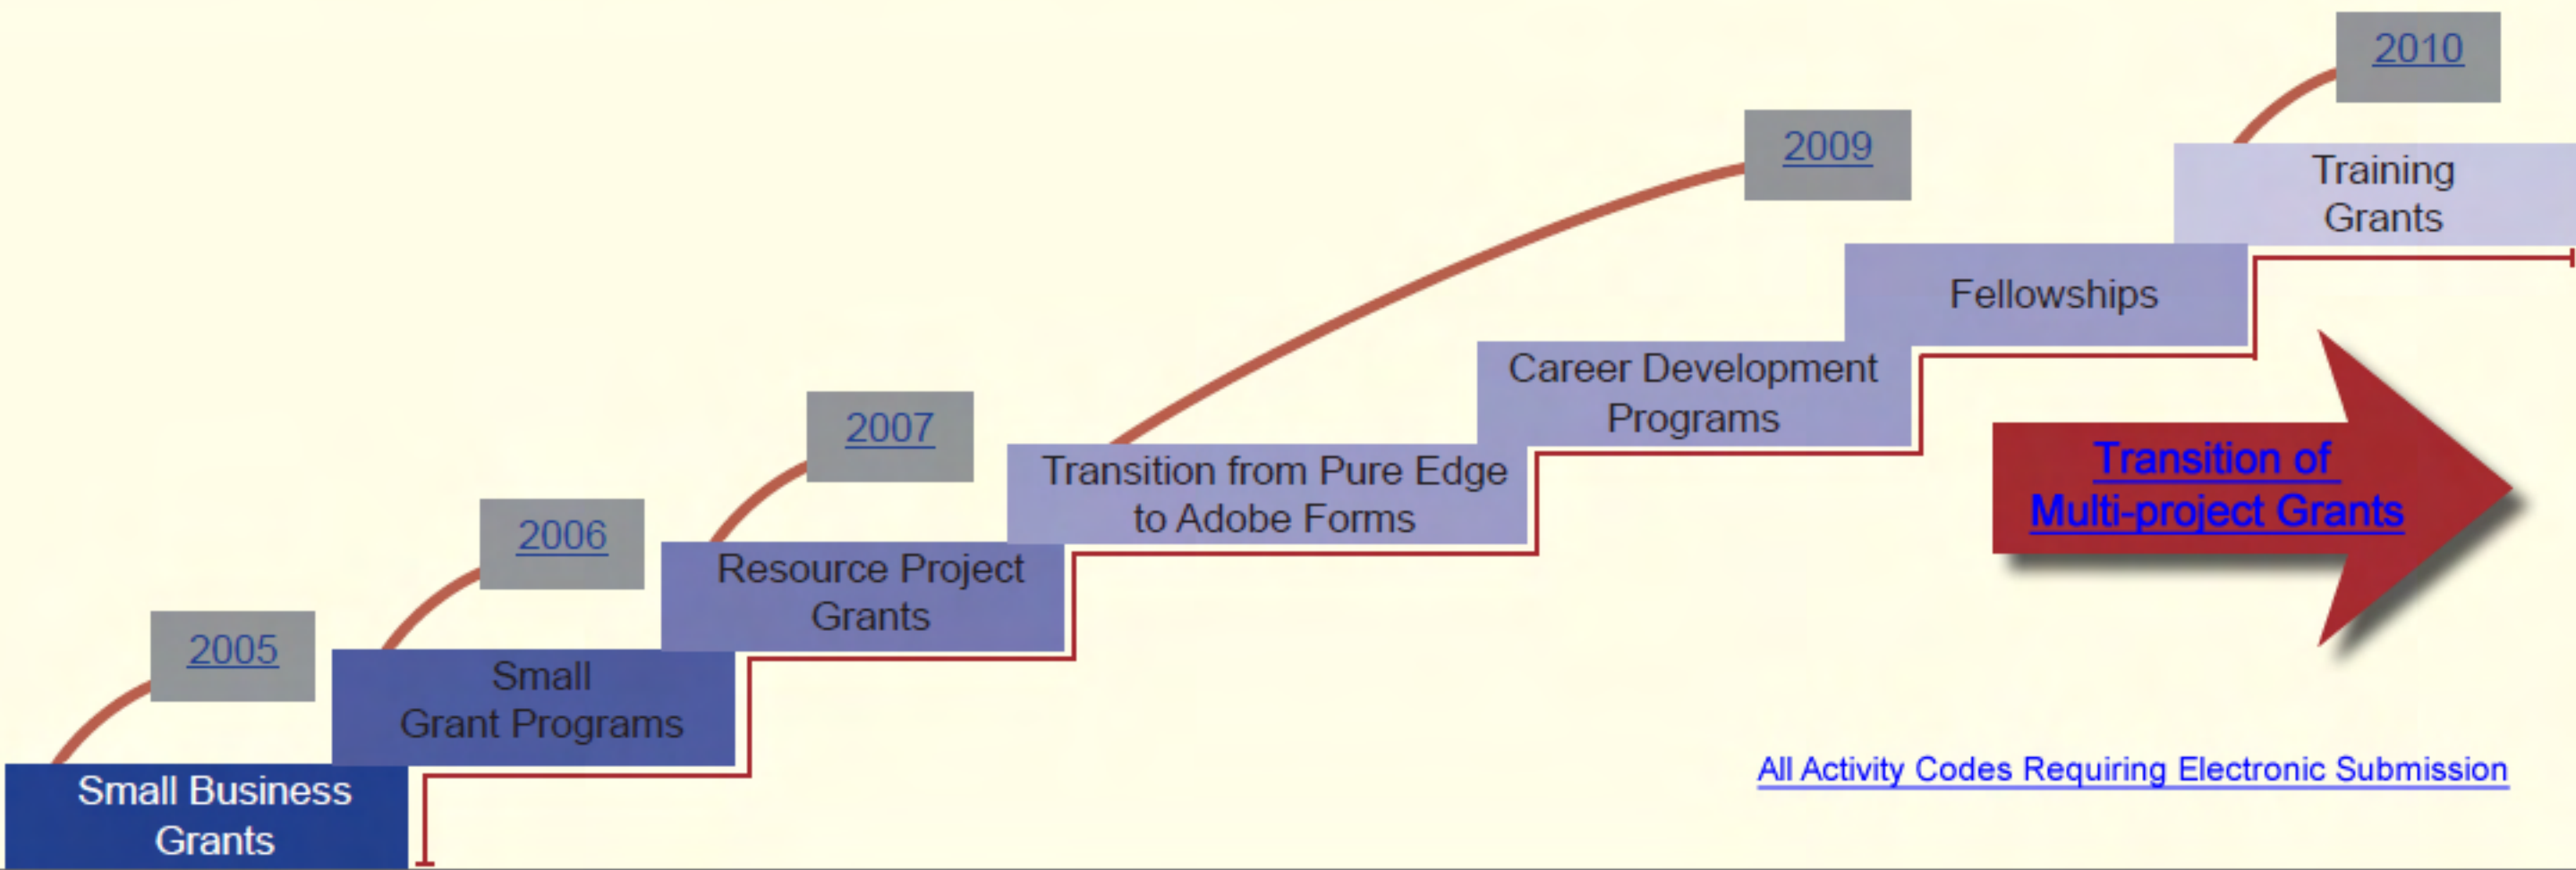 2005
Small Business
Grants
2006
Small
Grant Programs
2007
Resource Project
Grants
2009
Transition from Pure Edge
to Adobe Forms
Career Development
Programs
Fellowships
2010
Training
Grants
Transition of
Multi-project Grants
All Activity Codes Requiring Electronic Submission